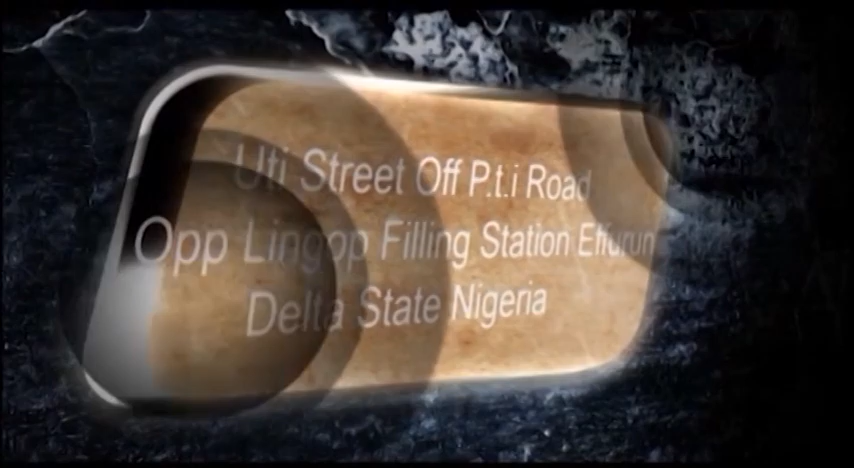 Uti Street Off P.t.i Road
Opp Lingop Filling Station Effurun
Delta State Nigeria